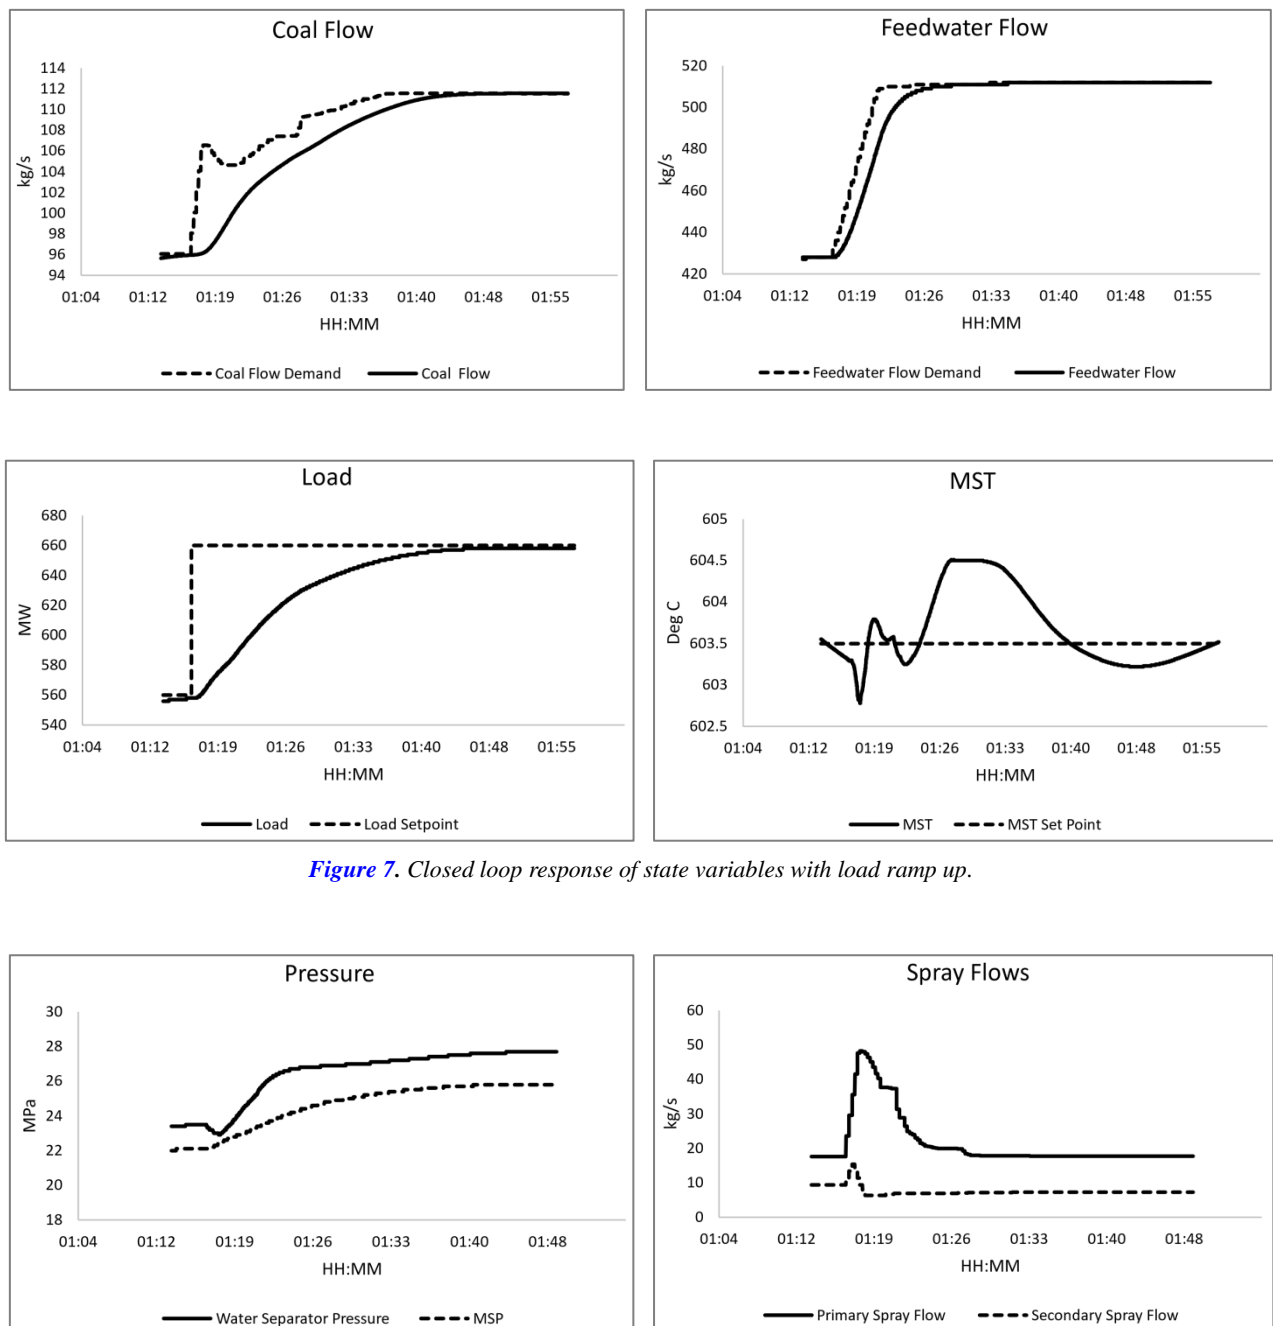 Coal Flow
114
112
110
108
106
104
102
100
98
96
94
kg/s
01:04 01:12 01:19 01:26 01:33 01:40 01:48 01:55
HH:MM
Coal Flow Demand Coal Flow
Feedwater Flow
520
500
480
460
440
420
kg/s
01:04 01:12 01:19 01:26 01:33 01:40 01:48 01:55
HH:MM
Feedwater Flow Demand Feedwater Flow
Load
680
660
640
620
600
580
560
540
MW
01:04 01:12 01:19 01:26 01:33 01:40 01:48 01:55
HH:MM
Load Load Setpoint
MST
605
604.5
604
603.5
603
602.5
Deg C
01:04 01:12 01:19 01:26 01:33 01:40 01:48 01:55
HH:MM
MST MST Set Point
Figure 7. Closed loop response of state variables with load ramp up.
Pressure
30
28
26
24
22
20
18
MPa
01:04 01:12 01:19 01:26 01:33 01:40 01:48
HH:MM
Water Separator Pressure MSP
Spray Flows
60
50
40
30
20
10
0
kg/s
01:04 01:12 01:19 01:26 01:33 01:40 01:48
HH:MM
Primary Spray Flow Secondary Spray Flow